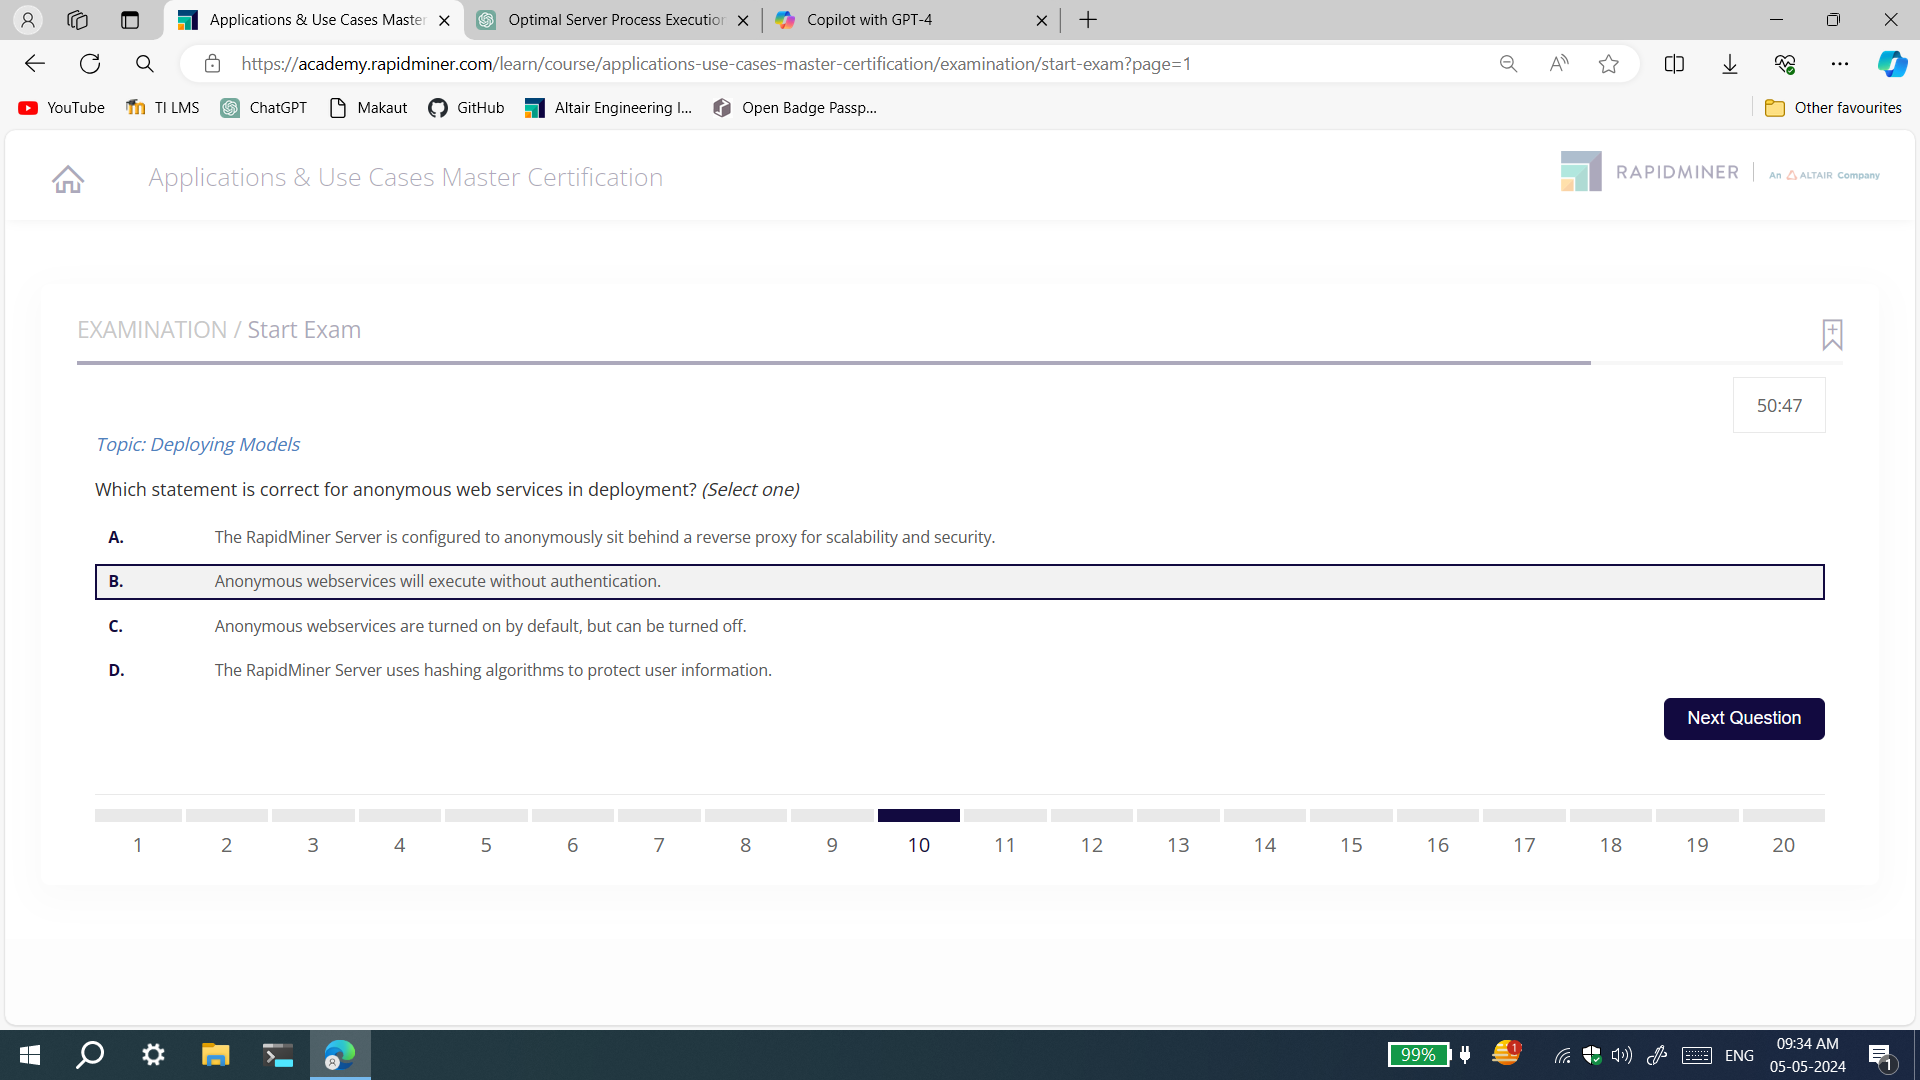 Applications & Use Cases Master
Optimal Server Process Execution
Copilot with GPT-4
https://academy.rapidminer.com/learn/course/applications-use-cases-master-certification/examination/start-exam?page=1
YouTube
TI LMS
ChatGPT
Makaut
GitHub
Altair Engineering I...
Open Badge Passp...
Other favourites
Applications & Use Cases Master Certification
RAPIDMINER
An ALTAIR Company
EXAMINATION / Start Exam
50:47
Topic: Deploying Models
Which statement is correct for anonymous web services in deployment? (Select one)
A. The RapidMiner Server is configured to anonymously sit behind a reverse proxy for scalability and security.
B. Anonymous webservices will execute without authentication.
C. Anonymous webservices are turned on by default, but can be turned off.
D. The RapidMiner Server uses hashing algorithms to protect user information.
Next Question
1 2 3 4 5 6 7 8 9 10 11 12 13 14 15 16 17 18 19 20
99%
1
ENG
09:34 AM
05-05-2024
1